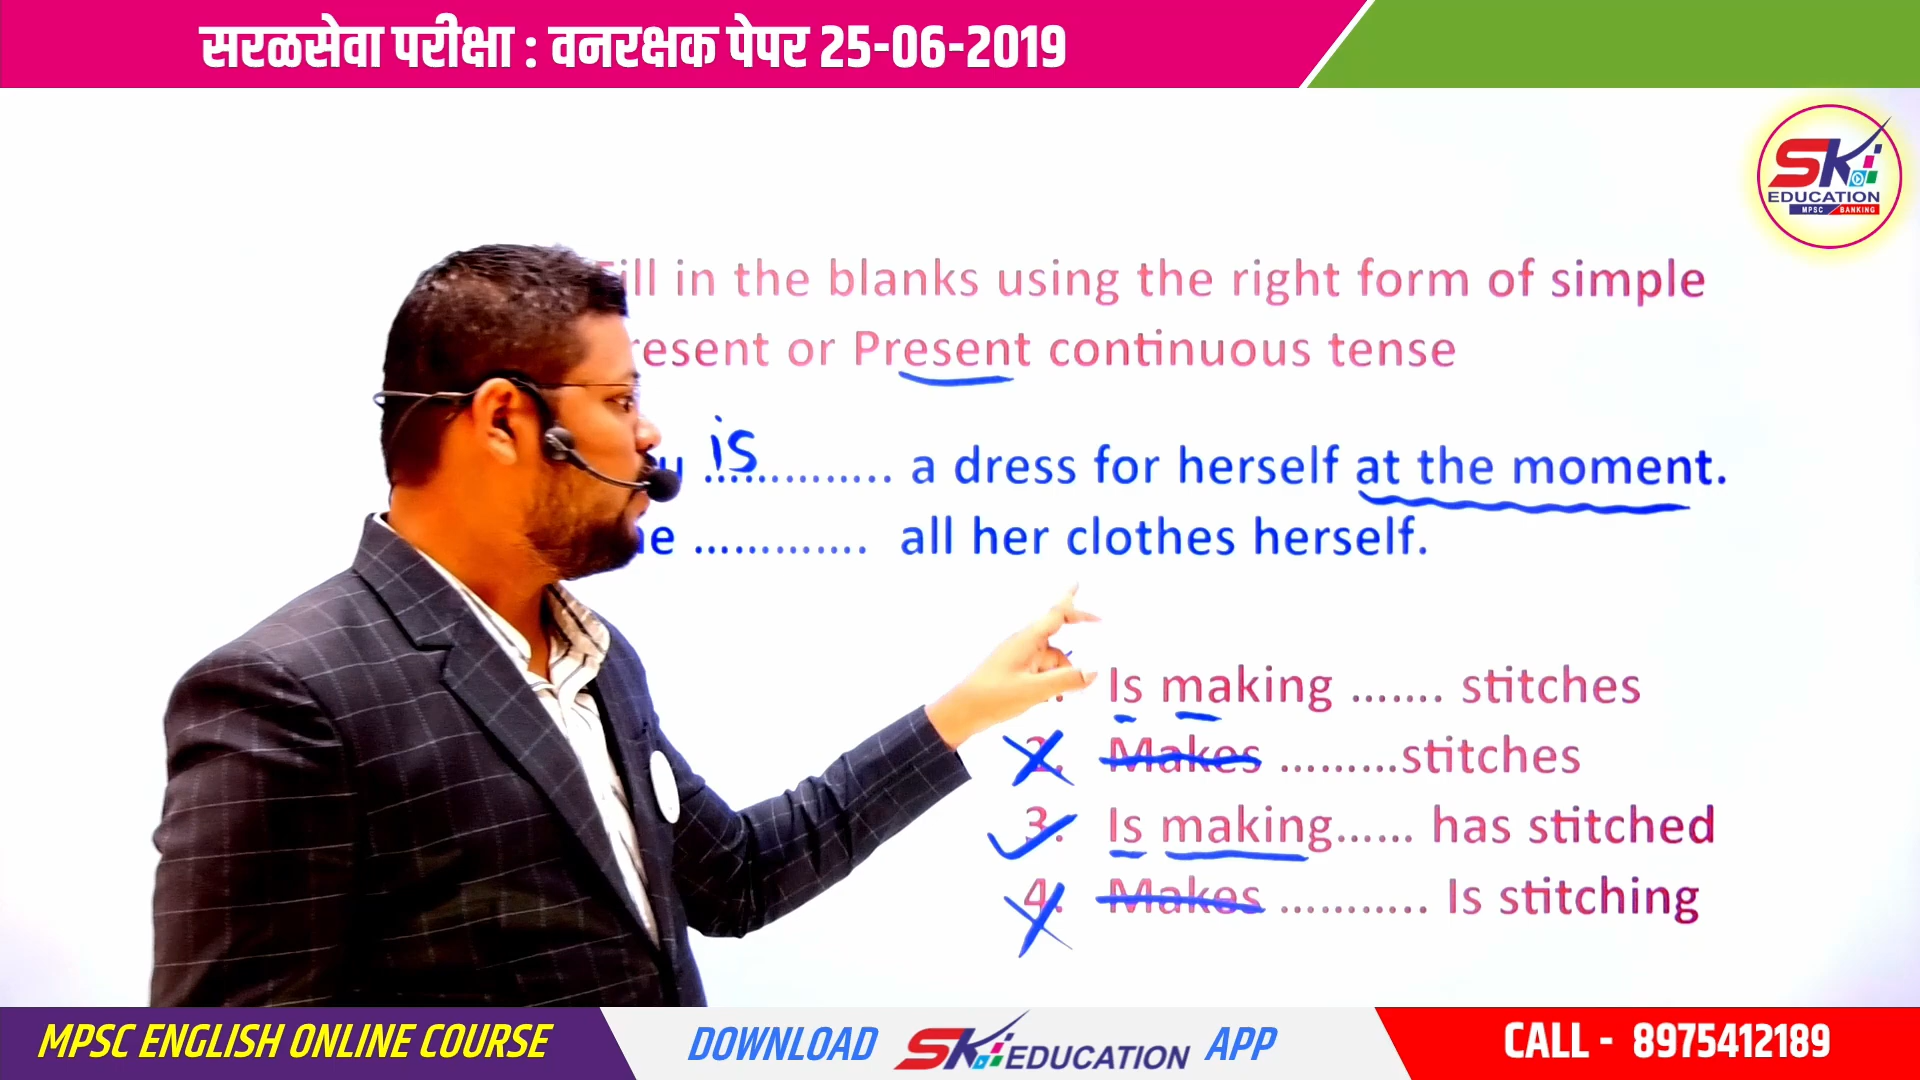 सरळसेवा परीक्षा : वनरक्षक पेपर 25-06-2019
SK
EDUCATION
MPSC BANKING
Fill in the blanks using the right form of simple
resent or Present continuous tense
is ............... a dress for herself at the moment.
............. all her clothes herself.
Is making ....... stitches
2. Makes .........stitches
3. Is making...... has stitched
4. Makes ........... Is stitching
MPSC ENGLISH ONLINE COURSE
DOWNLOAD SK EDUCATION APP
CALL - 8975412189